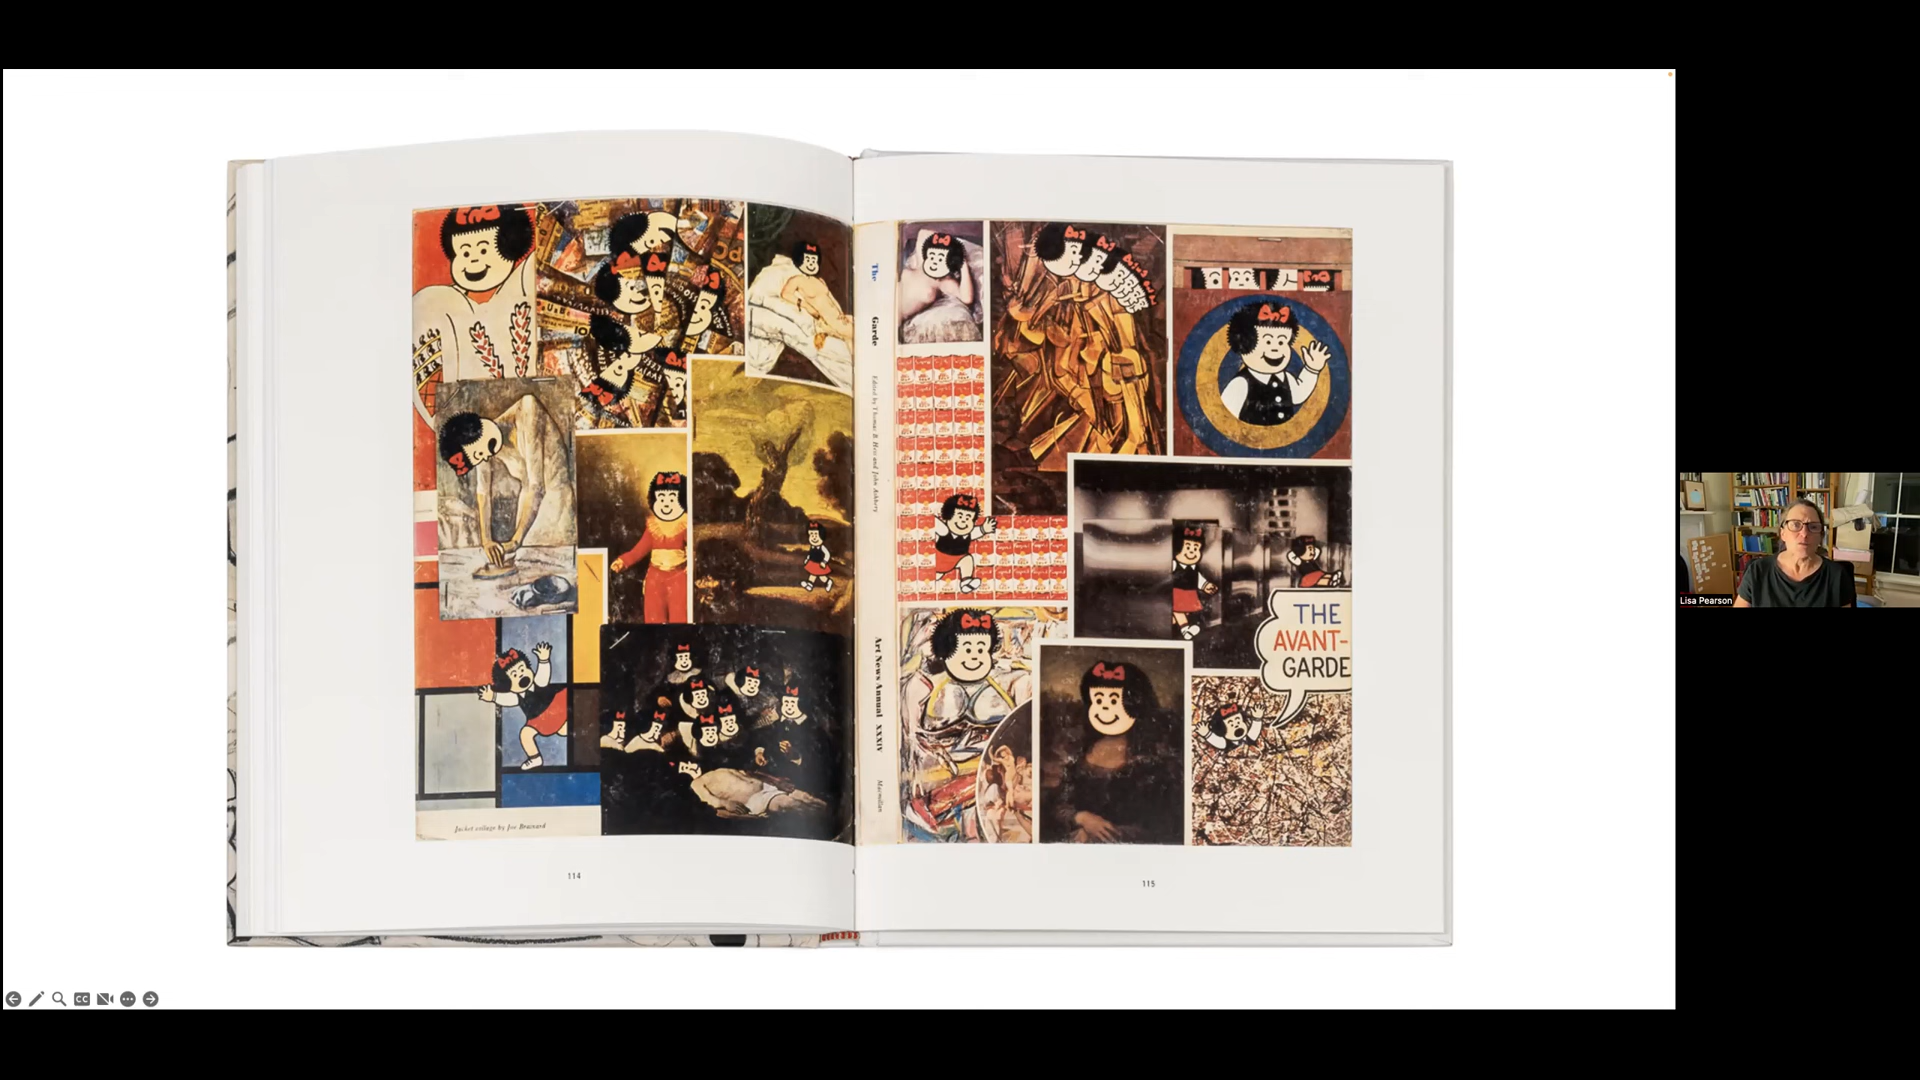 Jacket collage by Joe Brainard
114
The
Garde
Edited by Thomas B. Hess and John Ashbery
Art News Annual XXXIV
Macmillan
THE
AVANT-
GARDE
115
CC
Lisa Pearson